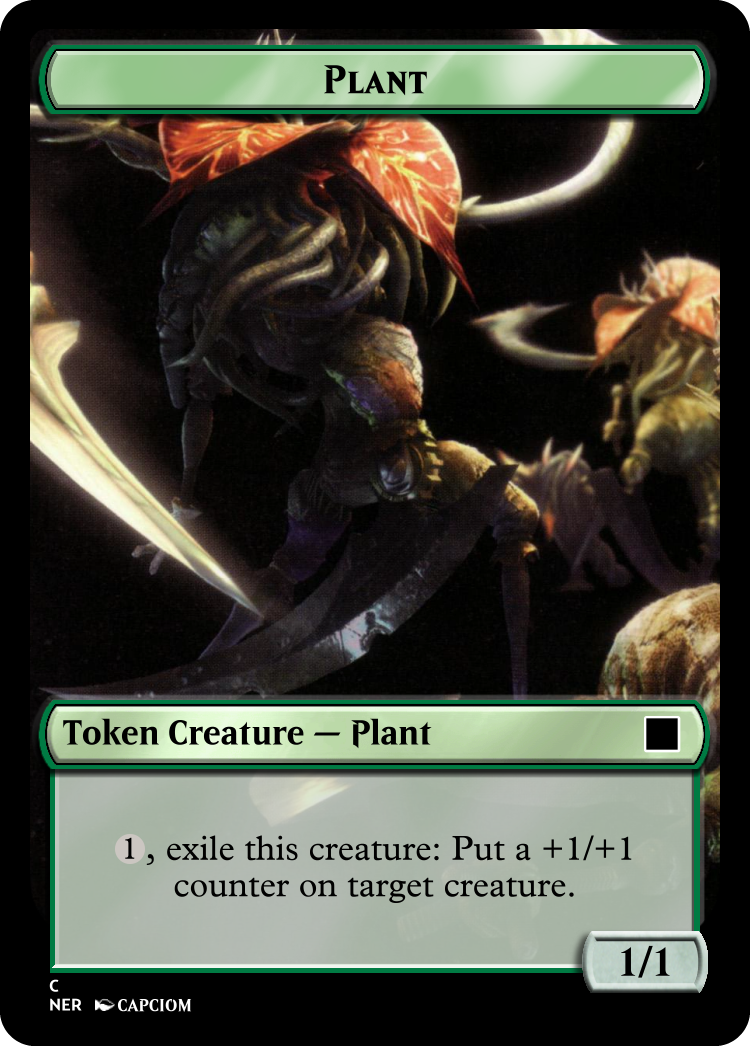 Plant
Token Creature — Plant
1, exile this creature: Put a +1/+1
counter on target creature.
1/1
C
NER CAPCIOM